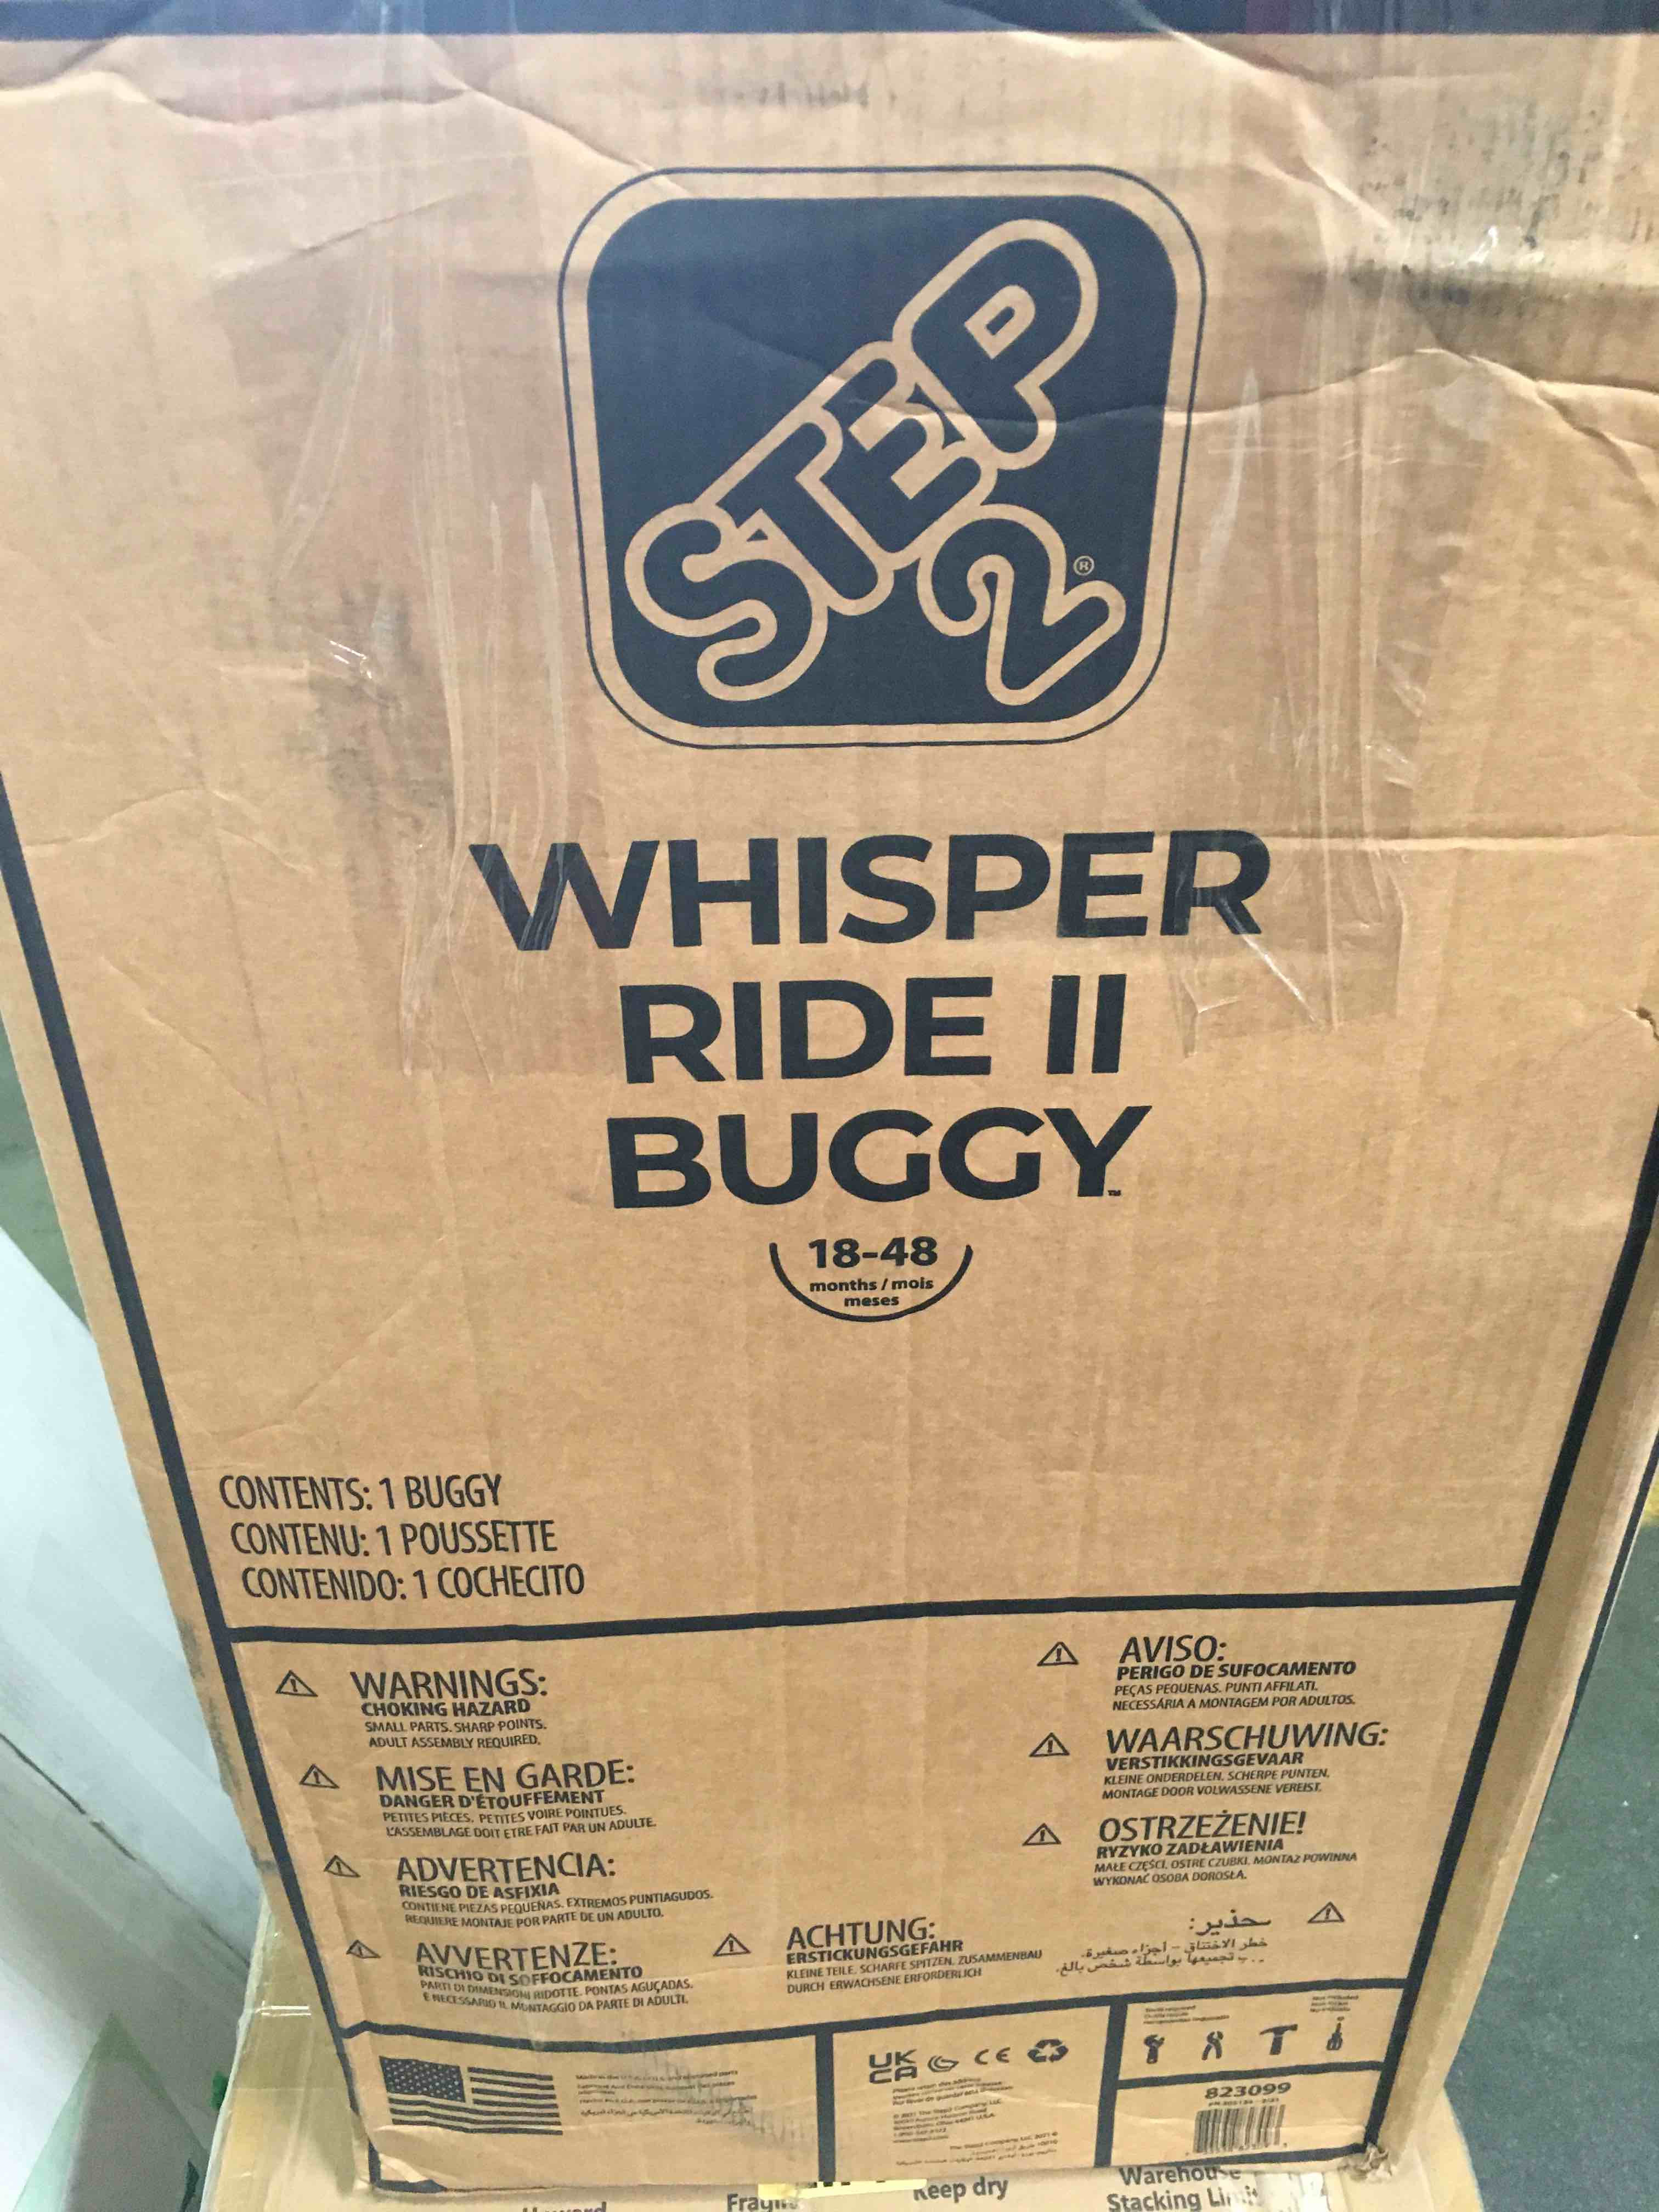 STEP
2®
WHISPER
RIDE II
BUGGY™
18-48
months / mois
meses
CONTENTS: 1 BUGGY
CONTENU: 1 POUSSETTE
CONTENIDO: 1 COCHECITO
WARNINGS:
CHOKING HAZARD
SMALL PARTS. SHARP POINTS.
ADULT ASSEMBLY REQUIRED.
MISE EN GARDE:
DANGER D'ÉTOUFFEMENT
PETITES PIÈCES. PETITES VOIRE POINTUES.
L'ASSEMBLAGE DOIT ETRE FAIT PAR UN ADULTE.
ADVERTENCIA:
RIESGO DE ASFIXIA
CONTIENE PIEZAS PEQUEÑAS. EXTREMOS PUNTIAGUDOS.
REQUIERE MONTAJE POR PARTE DE UN ADULTO.
AVVERTENZE:
RISCHIO DI SOFFOCAMENTO
PARTI DI DIMENSIONI RIDOTTE. PONTAS AGUÇADAS.
E NECESSARIO IL MONTAGGIO DA PARTE DI ADULTI.
ACHTUNG:
ERSTICKUNGSGEFAHR
KLEINE TEILE. SCHARFE SPITZEN. ZUSAMMENBAU
DURCH ERWACHSENE ERFORDERLICH
AVISO:
PERIGO DE SUFOCAMENTO
PEÇAS PEQUENAS. PUNTI AFFILATI.
NECESSÁRIA A MONTAGEM POR ADULTOS.
WAARSCHUWING:
VERSTIKKINGSGEVAAR
KLEINE ONDERDELEN. SCHERPE PUNTEN.
MONTAGE DOOR VOLWASSENE VEREIST.
OSTRZEŻENIE!
RYZYKO ZADŁAWIENIA
MAŁE CZĘŚCI. OSTRE CZUBKI. MONTAŻ POWINNA
WYKONAĆ OSOBA DOROSŁA.
تحذير:
خطر الاختناق - أجزاء صغيرة.
تجميعها بواسطة شخص بالغ.
UK
CA
CE
823099
Keep dry
Warehouse
Stacking Limit